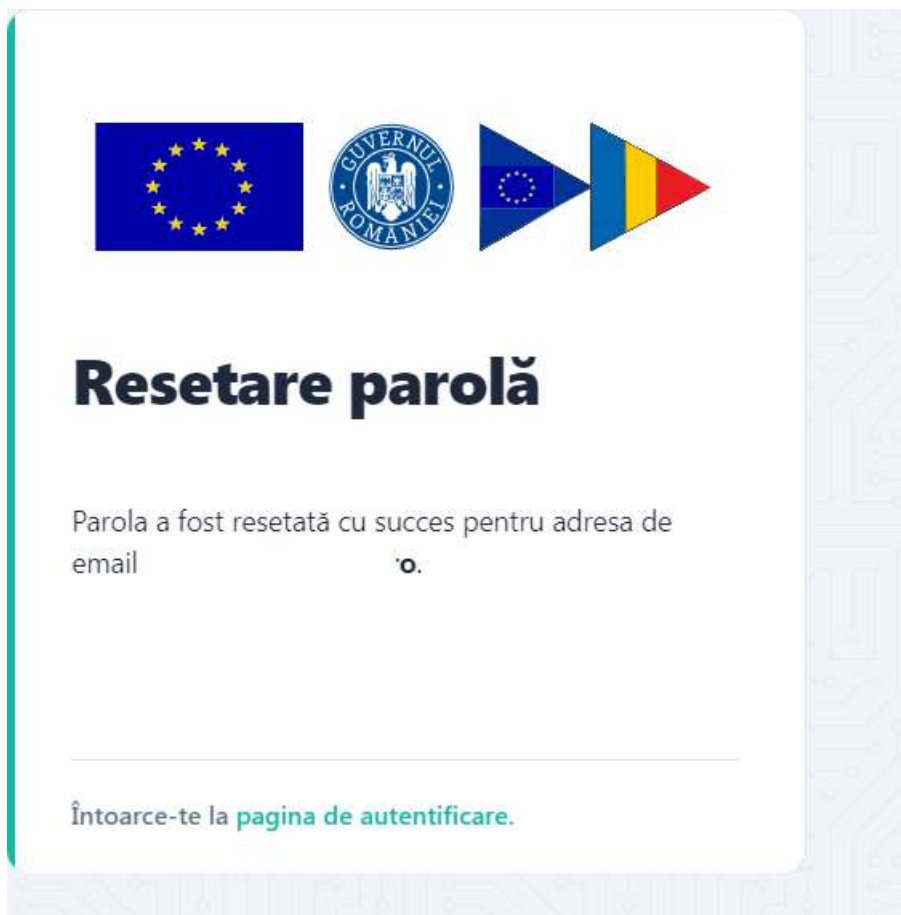 GUVERNUL ROMÂNIEI
Resetare parolă
Parola a fost resetată cu succes pentru adresa de
email o.
Întoarce-te la pagina de autentificare.